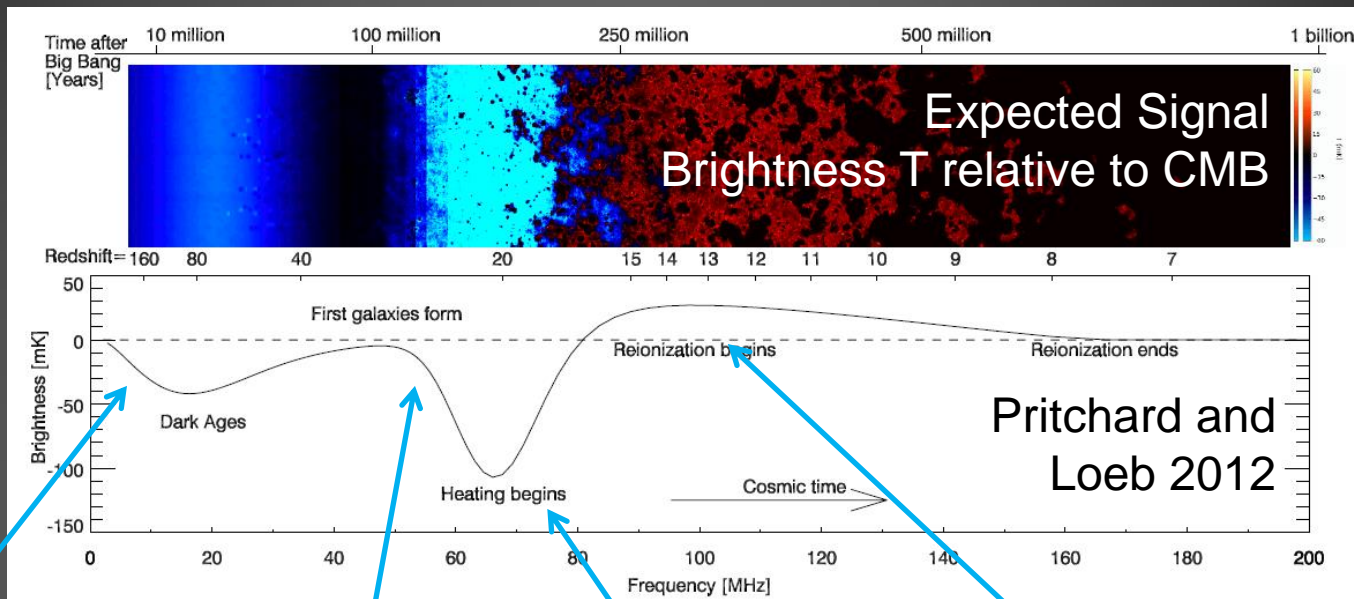 Time after
Big Bang
[Years]
10 million 100 million 250 million 500 million 1 billion
Expected Signal
Brightness T relative to CMB
Redshift= 160 80 40 20 15 14 13 12 11 10 9 8 7
50
0
-50
-100
-150
Brightness [mK]
First galaxies form
Reionization begins
Reionization ends
Dark Ages
Pritchard and
Loeb 2012
Heating begins
Cosmic time
0 20 40 60 80 100 120 140 160 180 200
Frequency [MHz]